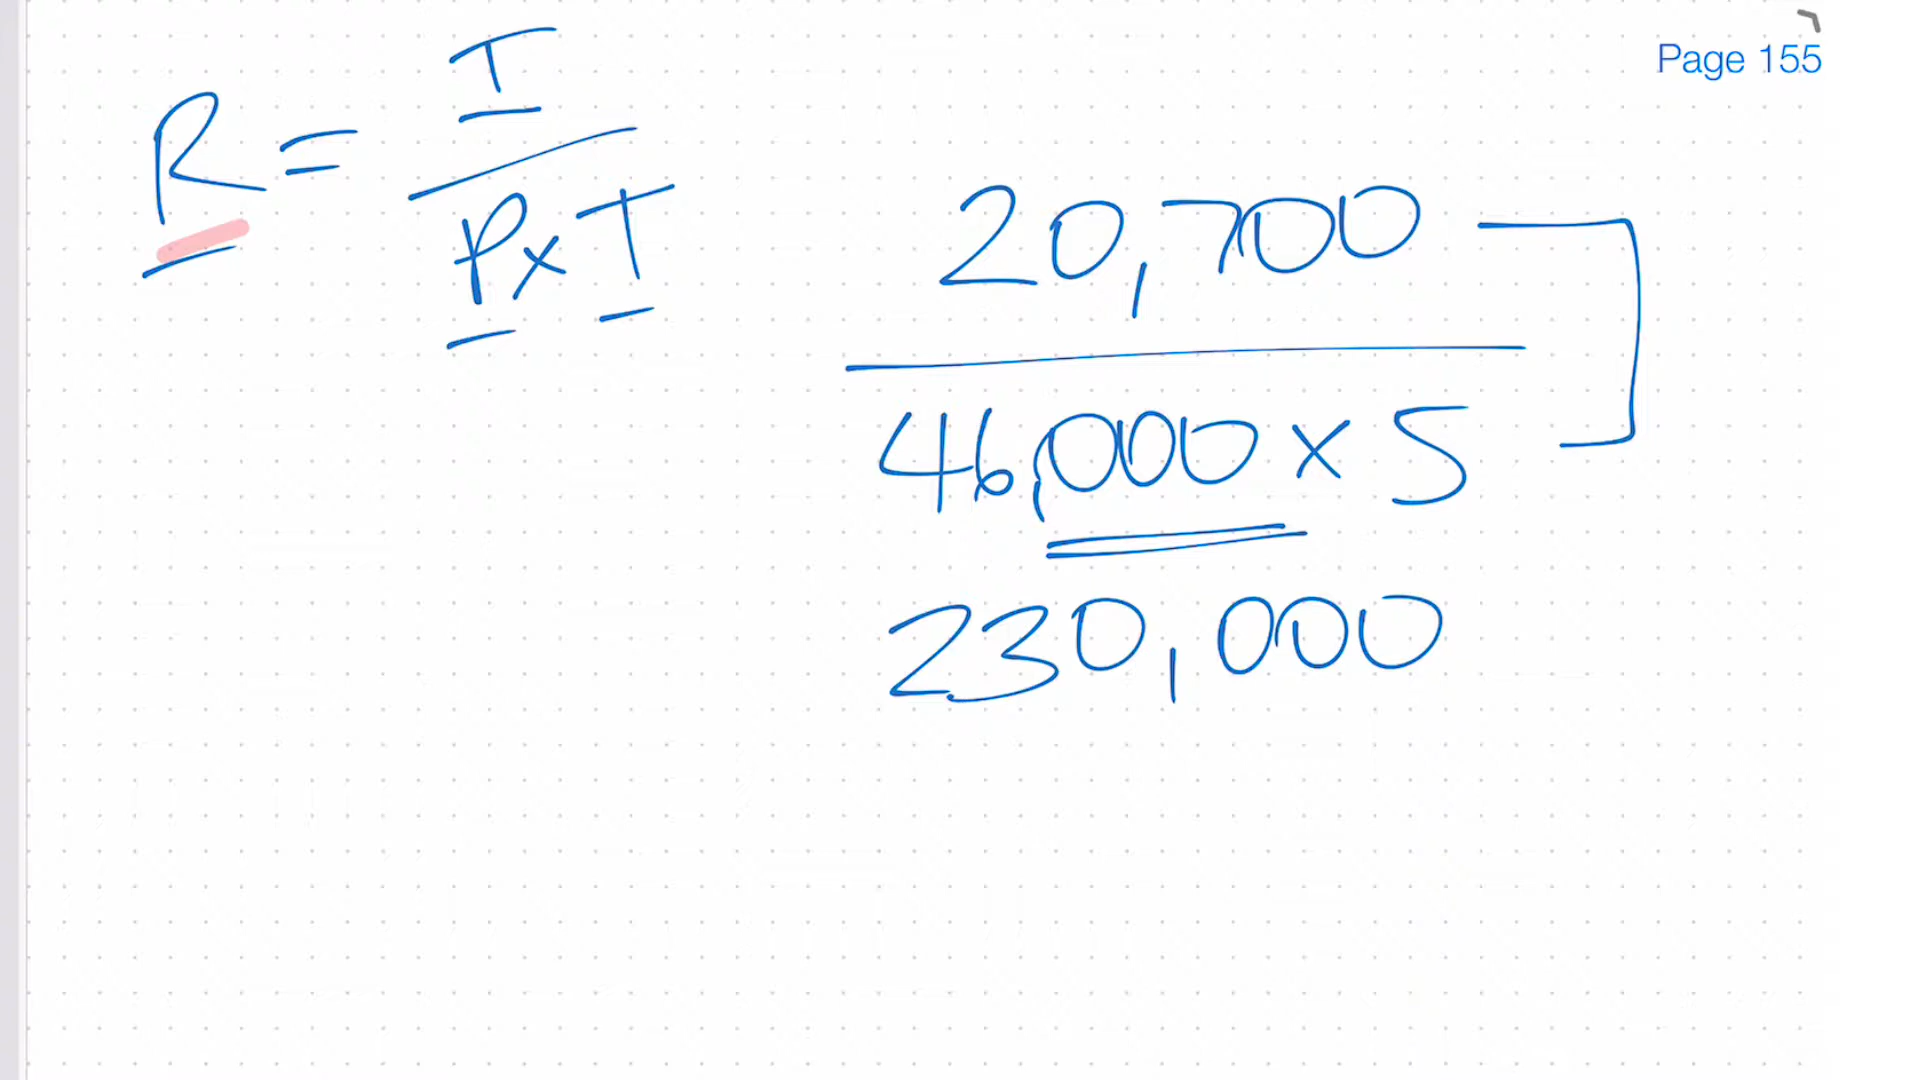 Page 155
R = I / P x T
20,700
46,000 x 5
230,000